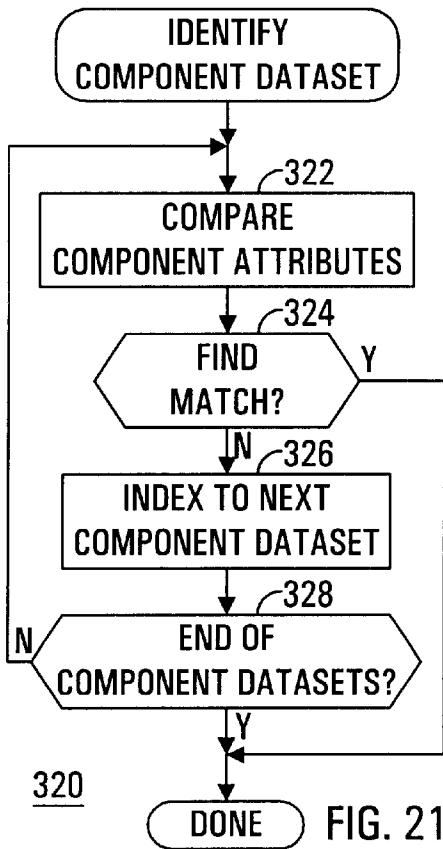 IDENTIFY
COMPONENT DATASET
322
COMPARE
COMPONENT ATTRIBUTES
324
FIND
MATCH?
Y
N
326
INDEX TO NEXT
COMPONENT DATASET
328
N
END OF
COMPONENT DATASETS?
Y
320
DONE
FIG. 21